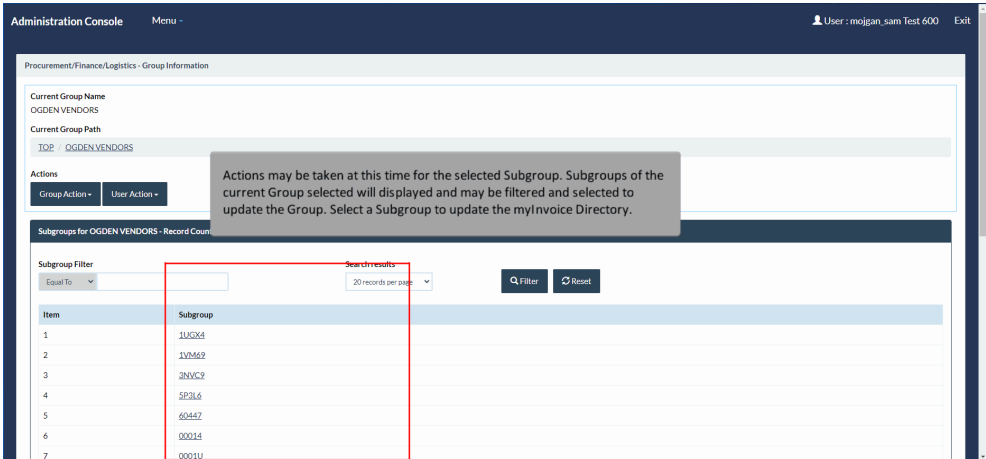 Administration Console Menu - User : mojgan_sam Test 600 Exit
Procurement/Finance/Logistics - Group Information
Current Group Name
OGDEN VENDORS
Current Group Path
TOP / OGDEN VENDORS
Actions
Group Action User Action
Actions may be taken at this time for the selected Subgroup. Subgroups of the
current Group selected will displayed and may be filtered and selected to
update the Group. Select a Subgroup to update the myInvoice Directory.
Subgroups for OGDEN VENDORS - Record
Subgroup Filter Search results
Equal To 20 records per page Filter Reset
Item Subgroup
1 1UGX4
2 1VM69
3 3NVC9
4 5P3L6
5 60447
6 00014
7 0001U